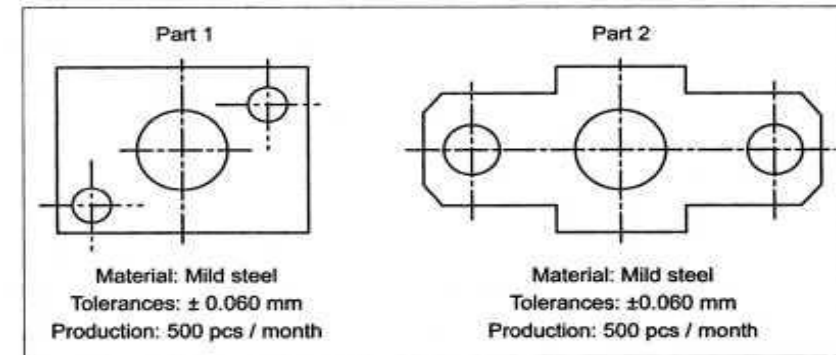 Part 1
Part 2
Material: Mild steel
Tolerances: ± 0.060 mm
Production: 500 pcs / month
Material: Mild steel
Tolerances: ±0.060 mm
Production: 500 pcs / month